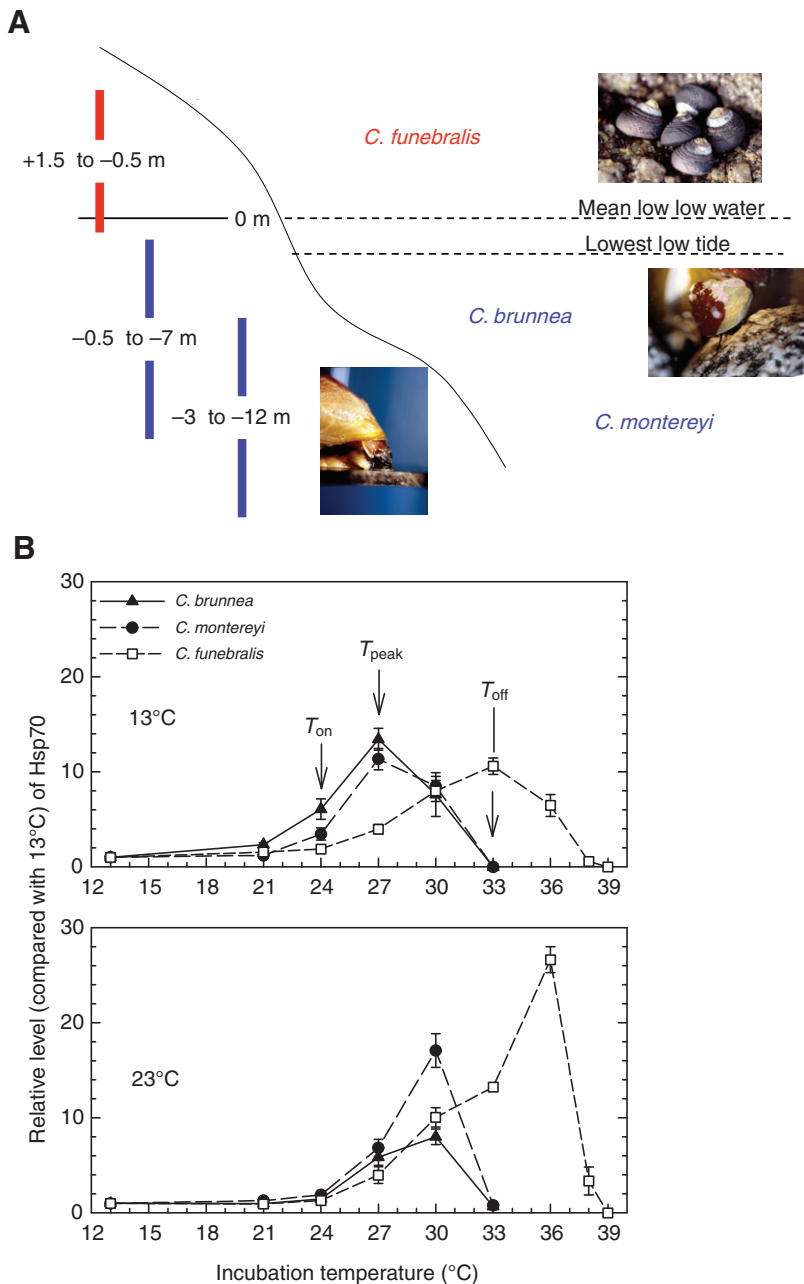 A
C. funebralis
+1.5 to –0.5 m
0 m
Mean low low water
Lowest low tide
C. brunnea
–0.5 to –7 m
–3 to –12 m
C. montereyi
B
Relative level (compared with 13°C) of Hsp70
30
20
10
0
C. brunnea
C. montereyi
C. funebralis
13°C
Ton
Tpeak
Toff
12 15 18 21 24 27 30 33 36 39
30
20
10
0
23°C
12 15 18 21 24 27 30 33 36 39
Incubation temperature (°C)